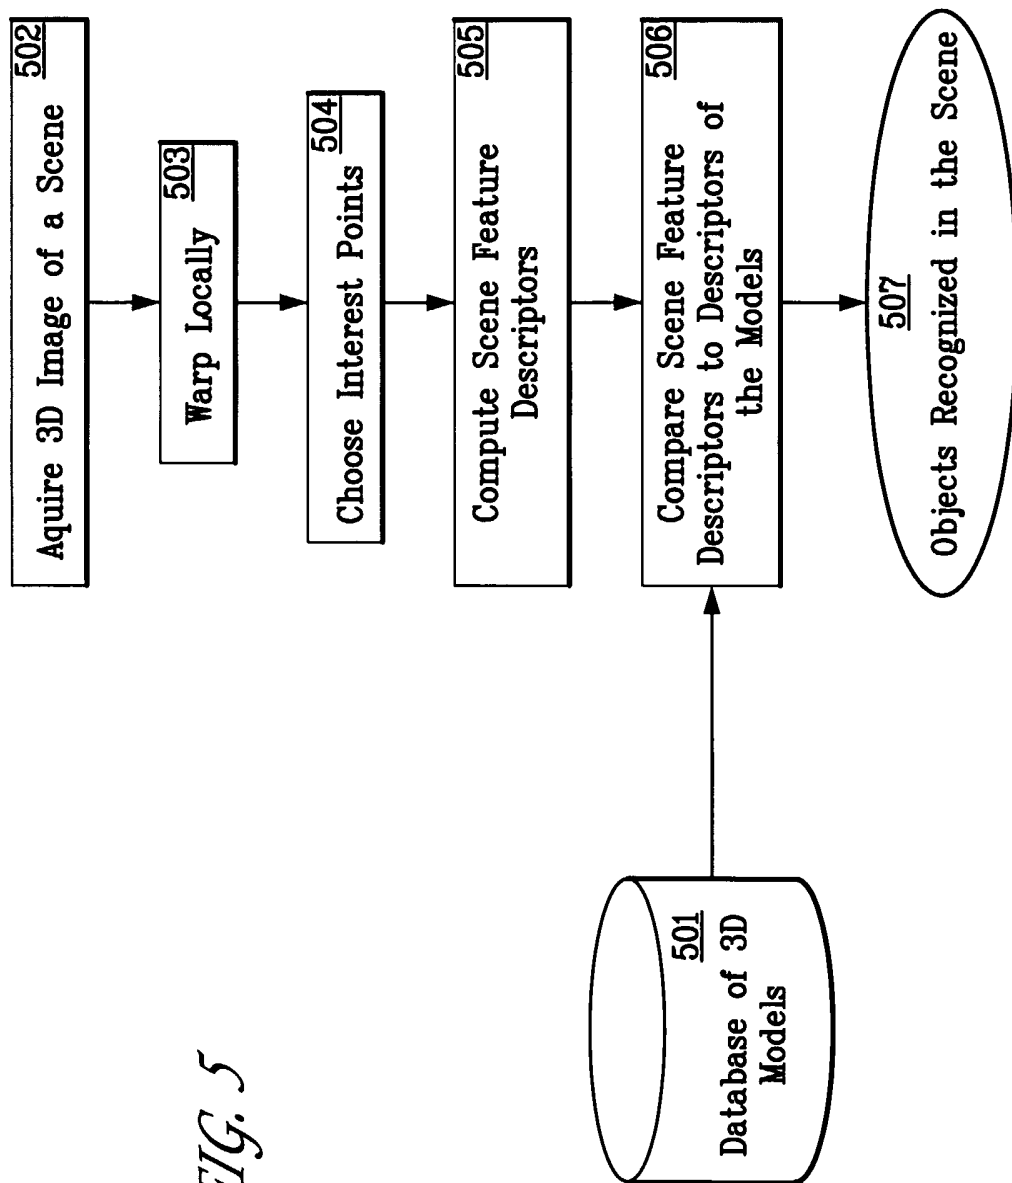 502
Aquire 3D Image of a Scene
503
Warp Locally
504
Choose Interest Points
505
Compute Scene Feature
Descriptors
506
Compare Scene Feature
Descriptors to Descriptors of
the Models
507
Objects Recognized in the Scene
501
Database of 3D
Models
FIG. 5